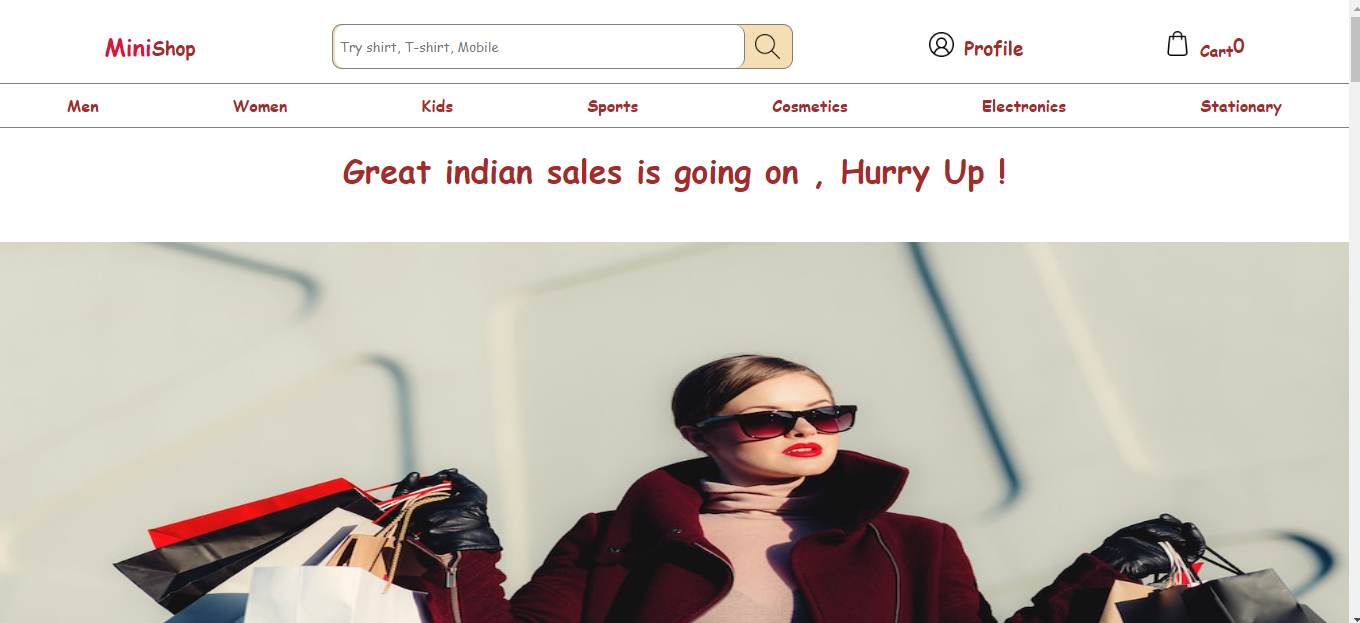 MiniShop
Try shirt, T-shirt, Mobile
Profile
Cart0
Men Women Kids Sports Cosmetics Electronics Stationary
Great indian sales is going on , Hurry Up !